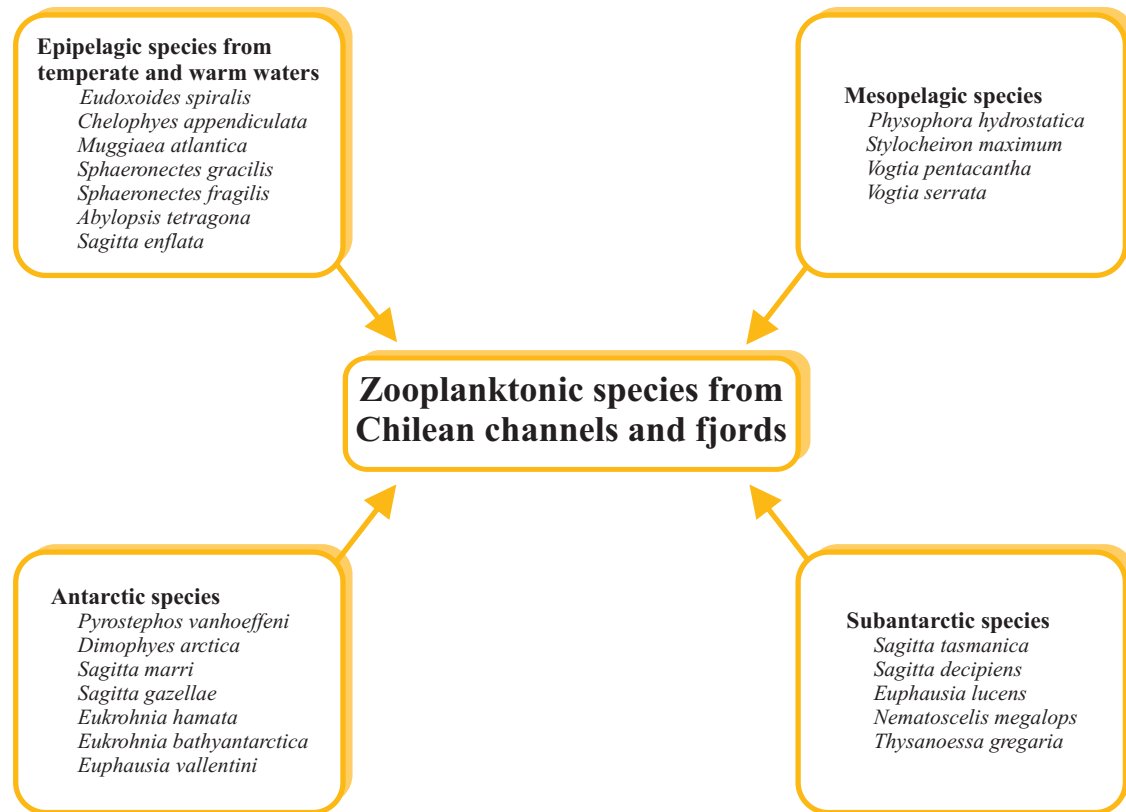 Epipelagic species from
temperate and warm waters
Eudoxoides spiralis
Chelophyes appendiculata
Muggiaea atlantica
Sphaeronectes gracilis
Sphaeronectes fragilis
Abylopsis tetragona
Sagitta enflata
Mesopelagic species
Physophora hydrostatica
Stylocheiron maximum
Vogtia pentacantha
Vogtia serrata
Zooplanktonic species from
Chilean channels and fjords
Antarctic species
Pyrostephos vanhoeffeni
Dimophyes arctica
Sagitta marri
Sagitta gazellae
Eukrohnia hamata
Eukrohnia bathyantarctica
Euphausia vallentini
Subantarctic species
Sagitta tasmanica
Sagitta decipiens
Euphausia lucens
Nematoscelis megalops
Thysanoessa gregaria